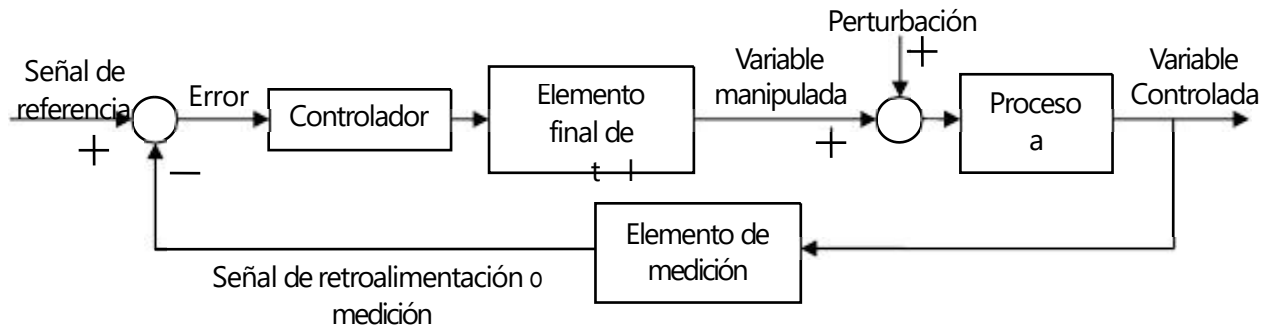 Perturbación
+
Señal de
referencia
+
Error
−
Controlador
Elemento
final de
Variable
manipulada
+
Proceso
a
Variable
Controlada
Elemento de
medición
Señal de retroalimentación o
medición